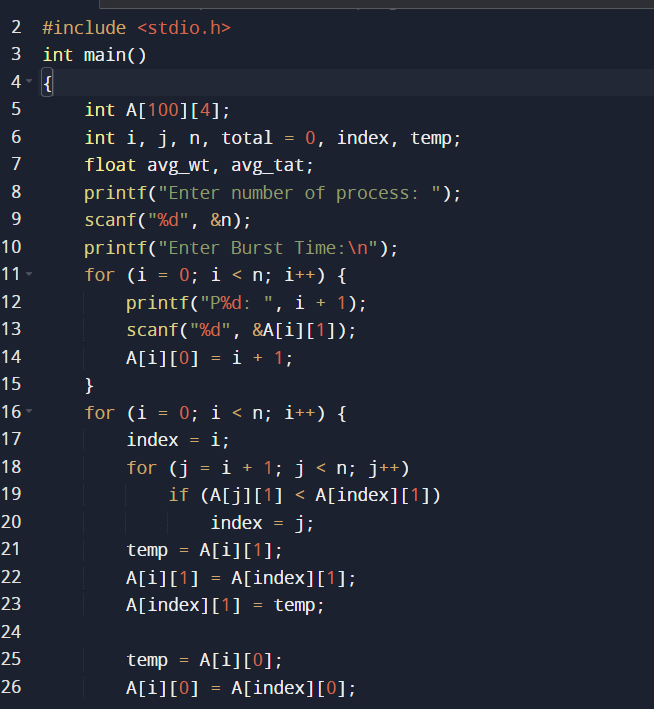 2 #include <stdio.h>
3 int main()
4 {
5 int A[100][4];
6 int i, j, n, total = 0, index, temp;
7 float avg_wt, avg_tat;
8 printf("Enter number of process: ");
9 scanf("%d", &n);
10 printf("Enter Burst Time:\n");
11 for (i = 0; i < n; i++) {
12 printf("P%d: ", i + 1);
13 scanf("%d", &A[i][1]);
14 A[i][0] = i + 1;
15 }
16 for (i = 0; i < n; i++) {
17 index = i;
18 for (j = i + 1; j < n; j++)
19 if (A[j][1] < A[index][1])
20 index = j;
21 temp = A[i][1];
22 A[i][1] = A[index][1];
23 A[index][1] = temp;
24
25 temp = A[i][0];
26 A[i][0] = A[index][0];